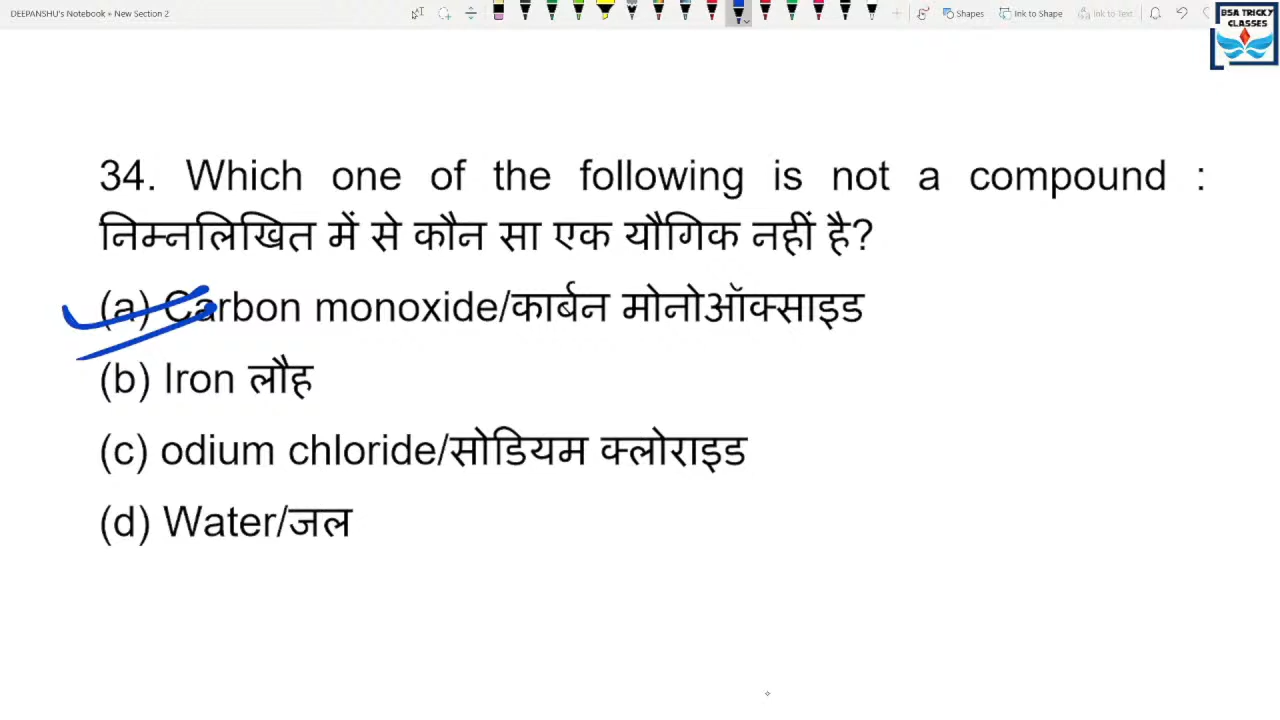 DEEPANSHU's Notebook » New Section 2
Shapes Ink to Shape Ink to Text
BSA TRICKY
CLASSES
34. Which one of the following is not a compound :
निम्नलिखित में से कौन सा एक यौगिक नहीं है?
(a) Carbon monoxide/कार्बन मोनोऑक्साइड
(b) Iron लौह
(c) odium chloride/सोडियम क्लोराइड
(d) Water/जल